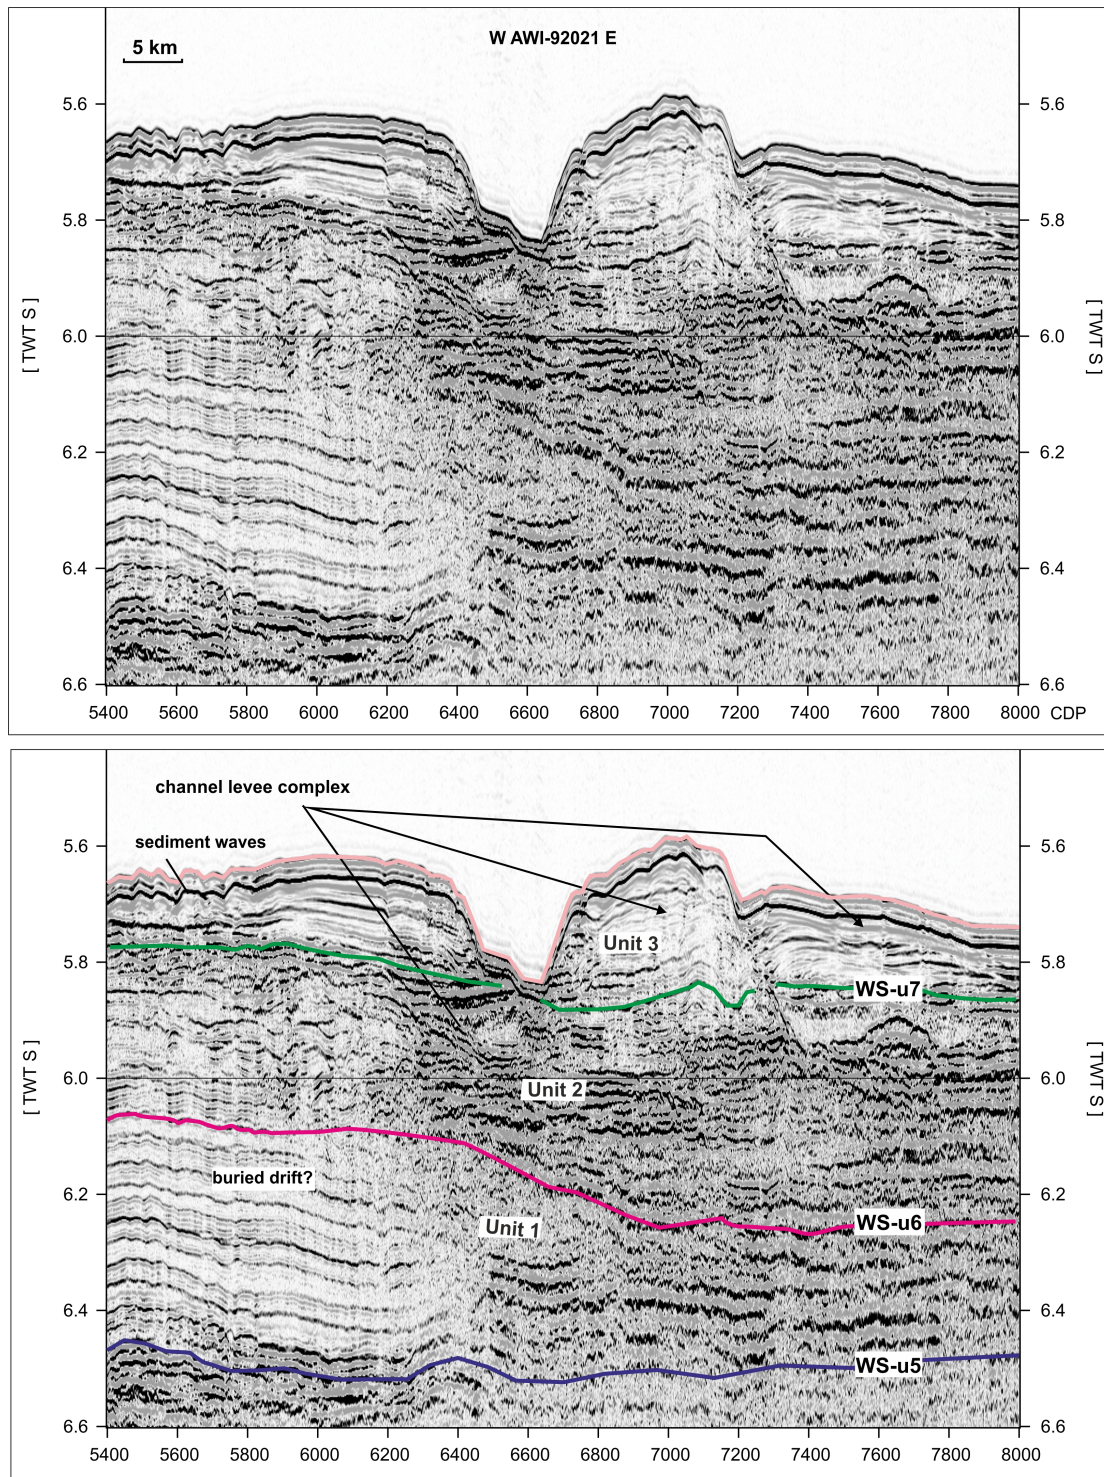 W AWI-92021 E
5 km
5.6 5.6
5.8 5.8
6.0 6.0
6.2 6.2
6.4 6.4
6.6 6.6
[ TWT S ] [ TWT S ]
5400 5600 5800 6000 6200 6400 6600 6800 7000 7200 7400 7600 7800 8000 CDP
channel levee complex
sediment waves
5.6 5.6
Unit 3
5.8 5.8
WS-u7
6.0 6.0
Unit 2
[ TWT S ] [ TWT S ]
buried drift?
6.2 6.2
WS-u6
Unit 1
6.4 6.4
WS-u5
6.6 6.6
5400 5600 5800 6000 6200 6400 6600 6800 7000 7200 7400 7600 7800 8000